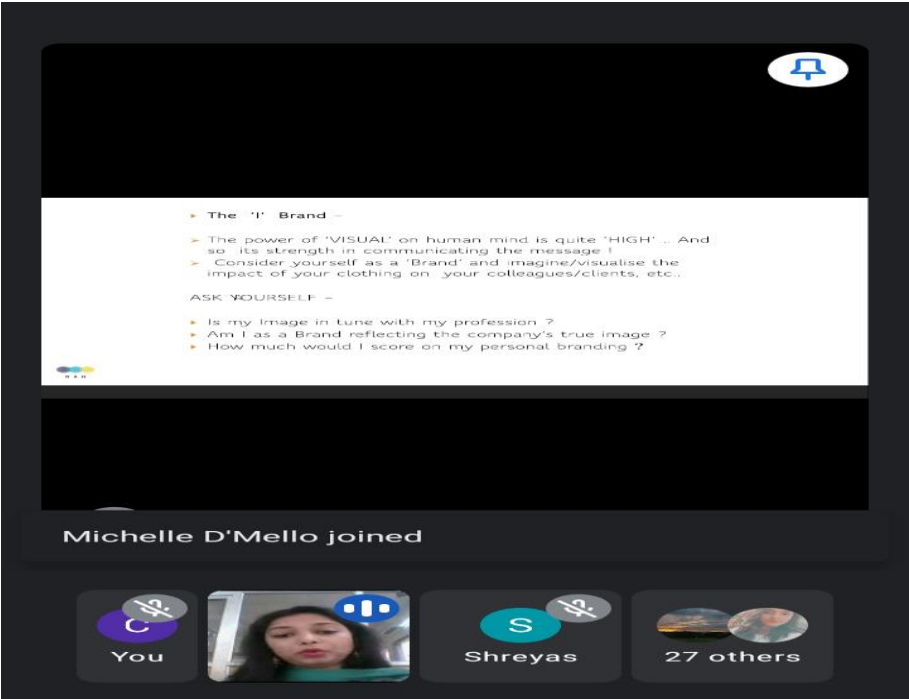 ▸ The 'I' Brand –
➢ The power of 'VISUAL' on human mind is quite 'HIGH' .. And
so its strength in communicating the message !
➢ Consider yourself as a 'Brand' and imagine/visualise the
impact of your clothing on your colleagues/clients, etc..
ASK YOURSELF –
▸ Is my Image in tune with my profession ?
▸ Am I as a Brand reflecting the company's true image ?
▸ How much would I score on my personal branding ?
Michelle D'Mello joined
C
S
You
Shreyas
27 others